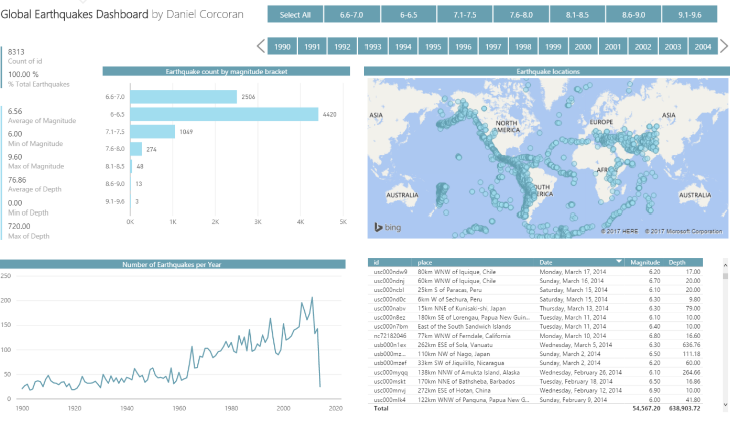 Global Earthquakes Dashboard by Daniel Corcoran
Select All 6.6-7.0 6-6.5 7.1-7.5 7.6-8.0 8.1-8.5 8.6-9.0 9.1-9.6
1990 1991 1992 1993 1994 1995 1996 1997 1998 1999 2000 2001 2002 2003 2004
8313
Count of id
100.00 %
% Total Earthquakes
6.56
Average of Magnitude
6.00
Min of Magnitude
9.60
Max of Magnitude
76.86
Average of Depth
0.00
Min of Depth
720.00
Max of Depth
Earthquake count by magnitude bracket
6.6-7.0 2506
6-6.5 4420
7.1-7.5 1049
7.6-8.0 274
8.1-8.5 48
8.6-9.0 13
9.1-9.6 3
0K 1K 2K 3K 4K 5K
Earthquake locations
ASIA
NORTH AMERICA
EUROPE
ASIA
AFRI
SOUTH
ERICA
AUSTRALIA
AUSTRALIA
bing
© 2017 HERE © 2017 Microsoft Corporation
Number of Earthquakes per Year
250
200
150
100
50
0
1900 1920 1940 1960 1980 2000 2020
id place Date Magnitude Depth
usc000ndw9 80km WNW of Iquique, Chile Monday, March 17, 2014 6.20 17.00
usc000ndnj 60km WNW of Iquique, Chile Sunday, March 16, 2014 6.70 20.00
usc000ncbl 25km S of Paracas, Peru Saturday, March 15, 2014 6.10 20.00
usc000nd0c 6km W of Sechura, Peru Saturday, March 15, 2014 6.30 9.80
usc000nabv 15km NNE of Kunisaki-shi, Japan Thursday, March 13, 2014 6.30 79.00
usc000n8ez 180km SE of Lorengau, Papua New Guin... Tuesday, March 11, 2014 6.10 10.00
usc000n7bm East of the South Sandwich Islands Tuesday, March 11, 2014 6.40 10.00
nc72182046 77km WNW of Ferndale, California Monday, March 10, 2014 6.80 16.60
usb000n1ex 262km ESE of Sola, Vanuatu Wednesday, March 5, 2014 6.30 638.76
usb000mz... 110km NW of Nago, Japan Sunday, March 2, 2014 6.50 111.18
usb000mzef 33km SW of Jiquilillo, Nicaragua Sunday, March 2, 2014 6.20 60.00
usc000myqq 138km NNW of Amukta Island, Alaska Wednesday, February 26, 2014 6.10 264.66
usc000mskt 170km NNE of Bathsheba, Barbados Tuesday, February 18, 2014 6.50 16.86
usc000mnvj 272km ESE of Hotan, China Wednesday, February 12, 2014 6.90 10.00
usc000mfk4 122km WNW of Panguna, Papua New G... Sunday, February 9, 2014 6.00 41.80
Total 54,567.20 638,903.72